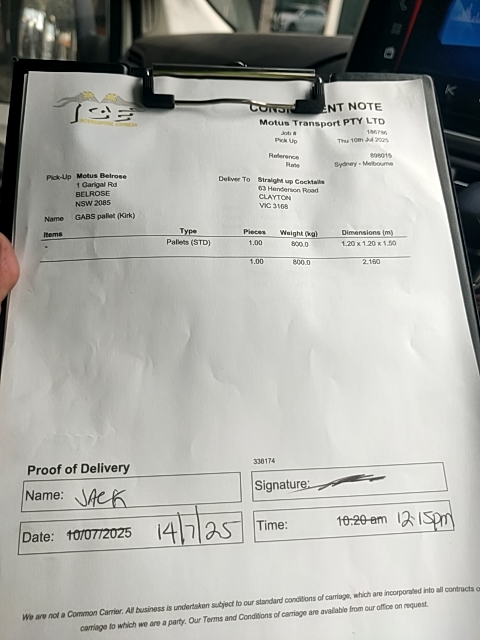 ICE
CONSIGNMENT NOTE
Motus Transport PTY LTD
Job # 186796
Pick Up Thu 10th Jul 2025
Reference 898015
Rate Sydney - Melbourne
Pick-Up Motus Belrose
1 Garigal Rd
BELROSE
NSW 2085
Deliver To Straight up Cocktails
63 Henderson Road
CLAYTON
VIC 3168
Name GABS pallet (Kirk)
Items Type Pieces Weight (kg) Dimensions (m)
- Pallets (STD) 1.00 800.0 1.20 x 1.20 x 1.50
1.00 800.0 2.160
Proof of Delivery
338174
Name: JACK
Signature:
Date: 10/07/2025 14/7/25
Time: 10:20 am 12:15pm
We are not a Common Carrier. All business is undertaken subject to our standard conditions of carriage, which are incorporated into all contracts o
carriage to which we are a party. Our Terms and Conditions of carriage are available from our office on request.